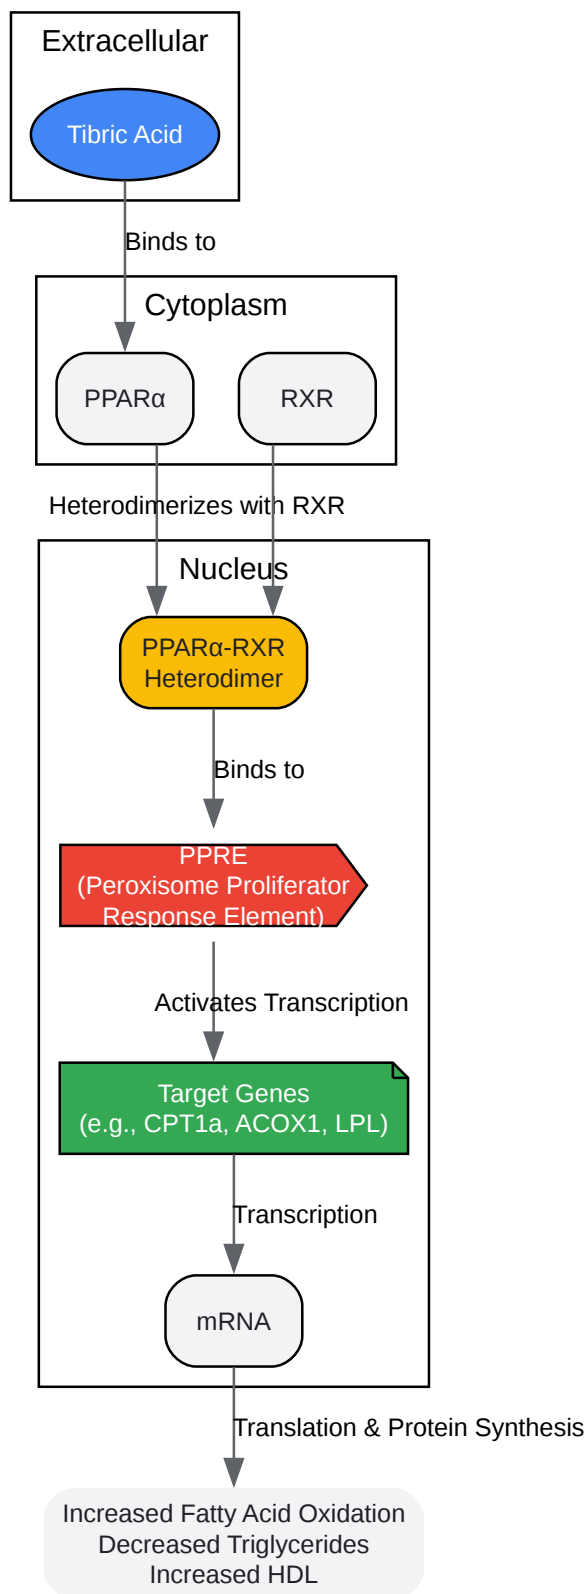 Extracellular
Tibric Acid
Binds to
Cytoplasm
PPARα
RXR
Heterodimerizes with RXR
Nucleus
PPARα-RXR
Heterodimer
Binds to
PPRE
(Peroxisome Proliferator
Response Element)
Activates Transcription
Target Genes
(e.g., CPT1a, ACOX1, LPL)
Transcription
mRNA
Translation & Protein Synthesis
Increased Fatty Acid Oxidation
Decreased Triglycerides
Increased HDL